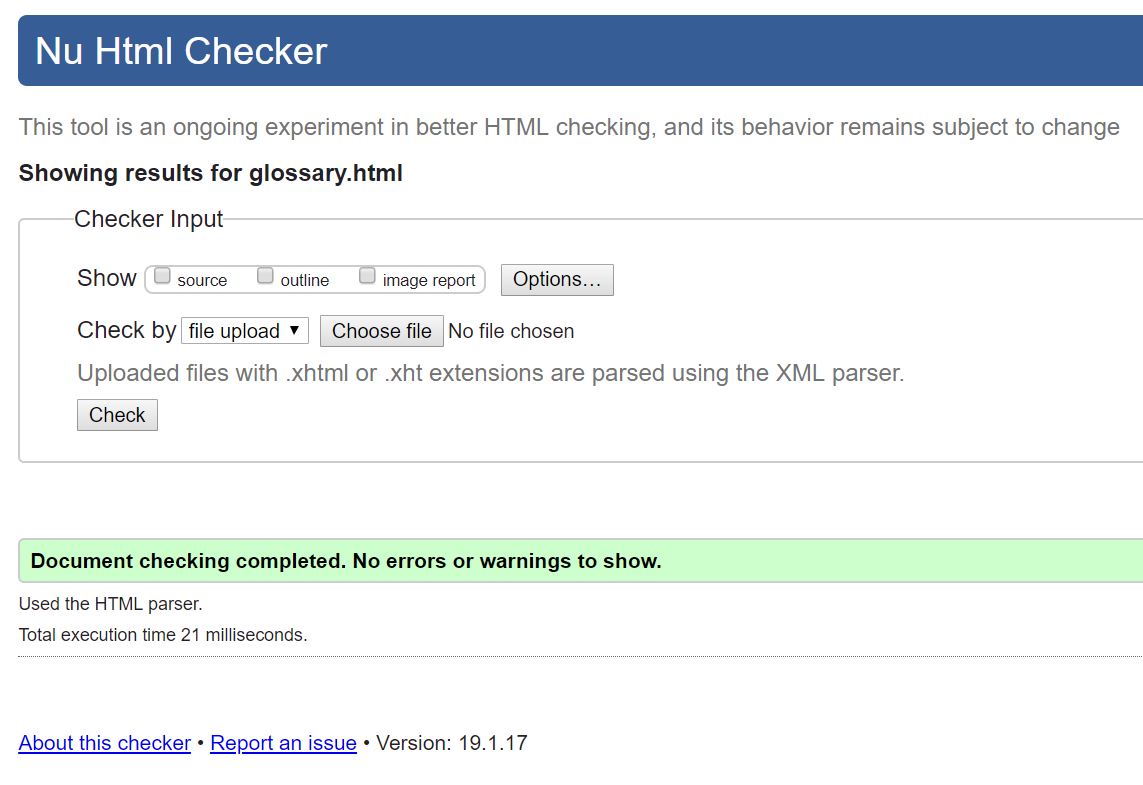 Nu Html Checker
This tool is an ongoing experiment in better HTML checking, and its behavior remains subject to change
Showing results for glossary.html
Checker Input
Show source outline image report Options...
Check by file upload ▼ Choose file No file chosen
Uploaded files with .xhtml or .xht extensions are parsed using the XML parser.
Check
Document checking completed. No errors or warnings to show.
Used the HTML parser.
Total execution time 21 milliseconds.
About this checker • Report an issue • Version: 19.1.17